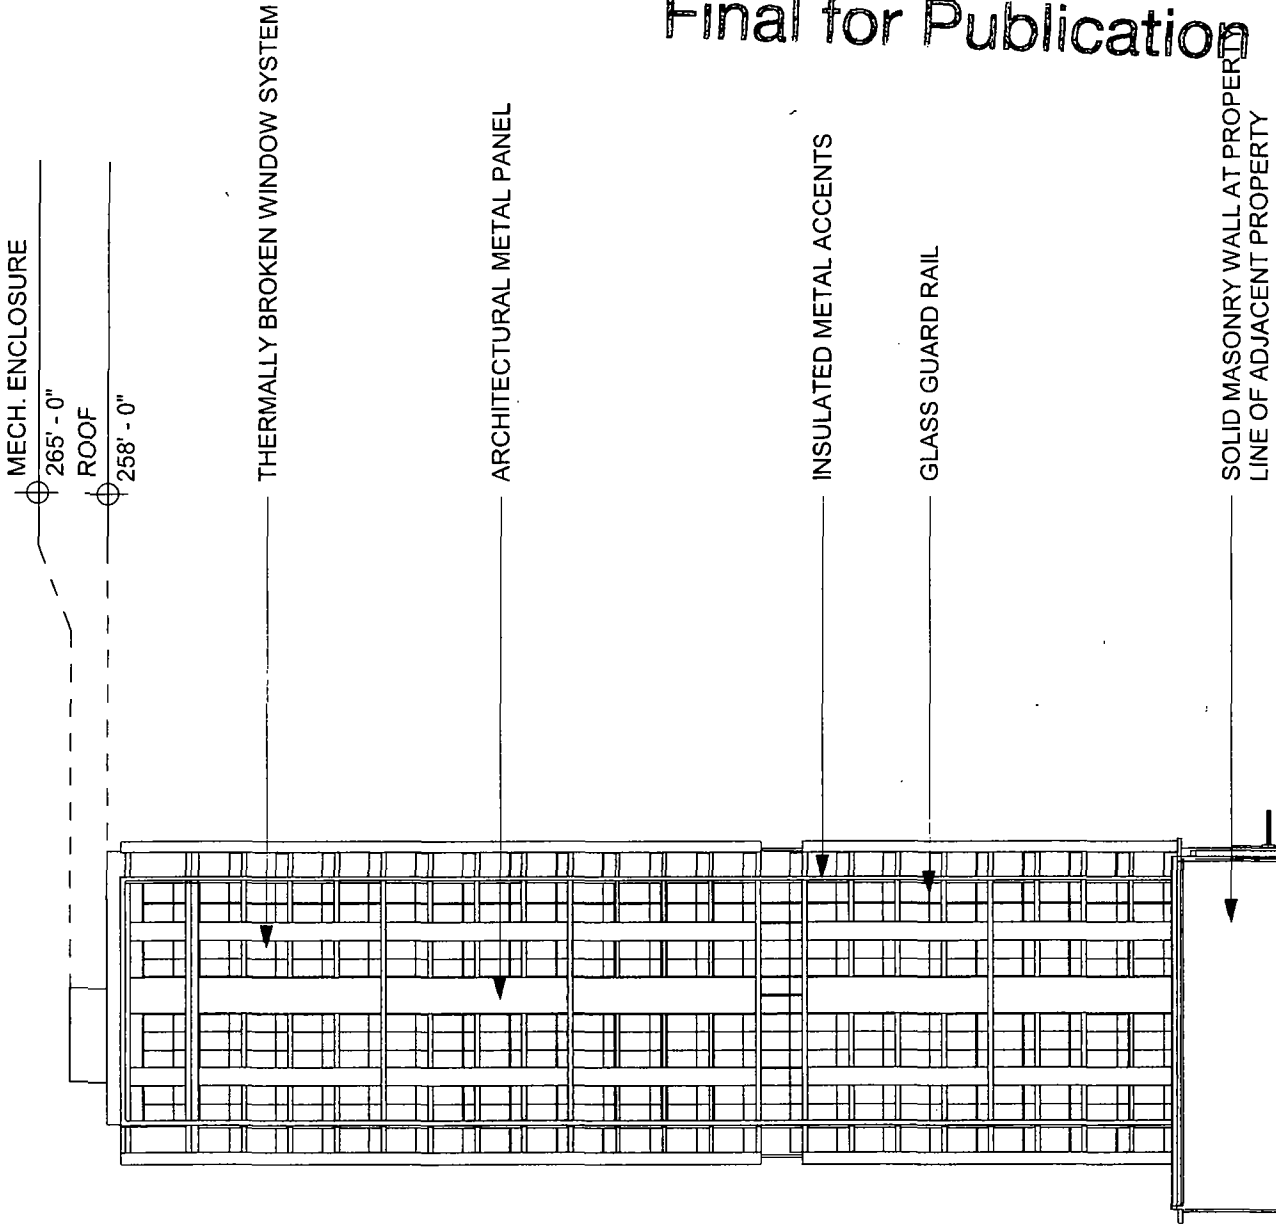 Final for Publication
MECH. ENCLOSURE
265' - 0"
ROOF
258' - 0"
THERMALLY BROKEN WINDOW SYSTEM
ARCHITECTURAL METAL PANEL
INSULATED METAL ACCENTS
GLASS GUARD RAIL
SOLID MASONRY WALL AT PROPERTY
LINE OF ADJACENT PROPERTY